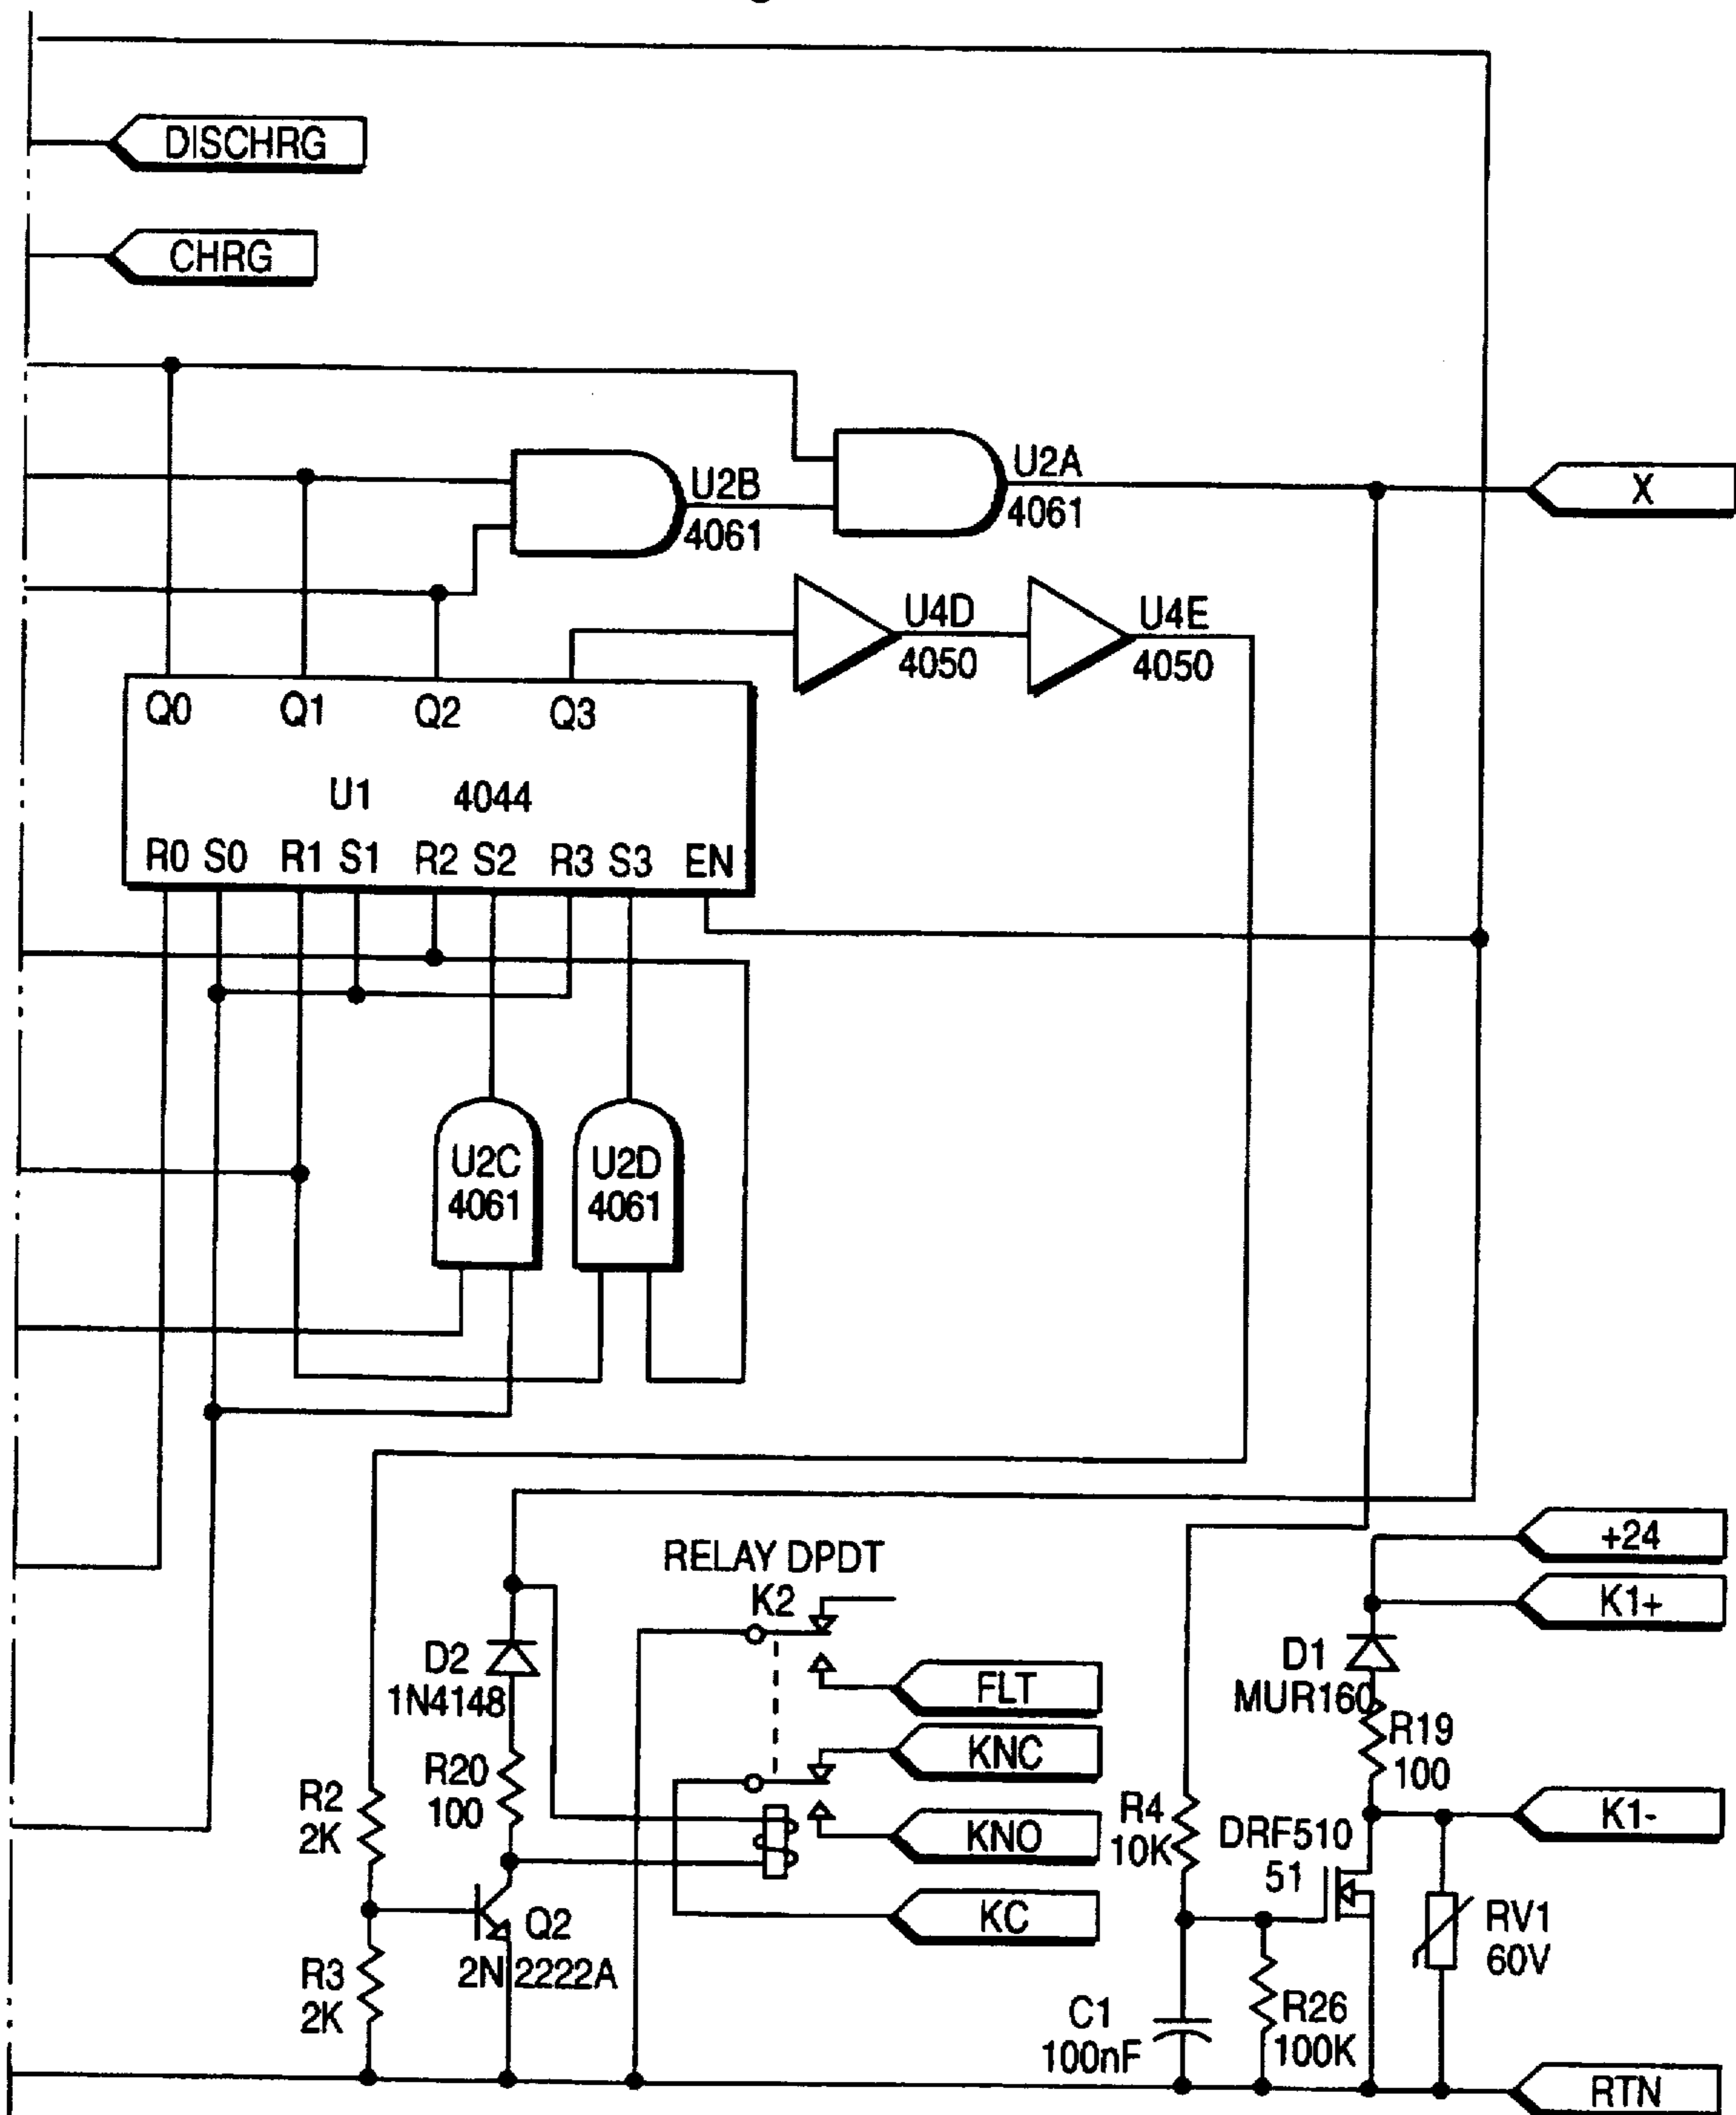 DISCHRG
CHRG
U2A
4061
X
U2B
4061
U4D
4050
U4E
4050
Q0 Q1 Q2 Q3
U1 4044
R0 S0 R1 S1 R2 S2 R3 S3 EN
U2C
4061
U2D
4061
RELAY DPDT
K2
+24
K1+
D2
1N4148
FLT
D1
MUR160
R19
100
KNC
R20
100
R2
2K
KNO
R4
10K
DRF510
51
K1-
KC
Q2
2N2222A
RV1
60V
R3
2K
C1
100nF
R26
100K
RTN